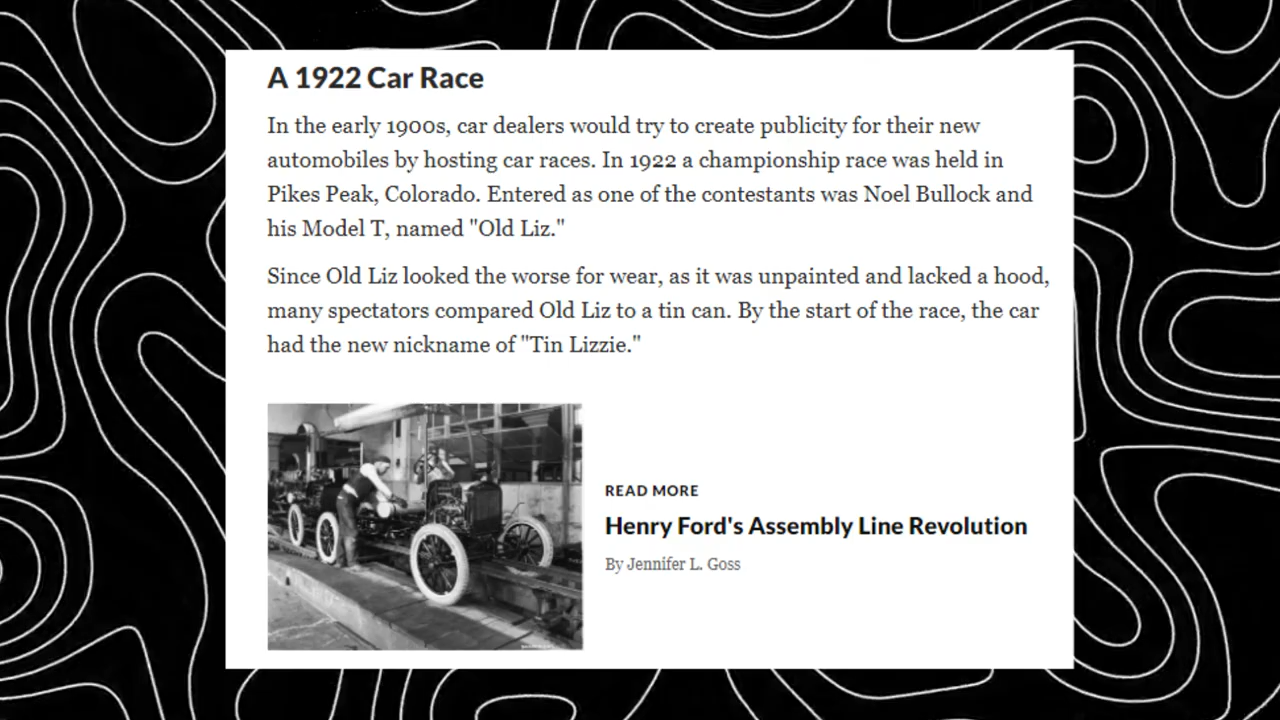 A 1922 Car Race
In the early 1900s, car dealers would try to create publicity for their new
automobiles by hosting car races. In 1922 a championship race was held in
Pikes Peak, Colorado. Entered as one of the contestants was Noel Bullock and
his Model T, named "Old Liz."
Since Old Liz looked the worse for wear, as it was unpainted and lacked a hood,
many spectators compared Old Liz to a tin can. By the start of the race, the car
had the new nickname of "Tin Lizzie."
READ MORE
Henry Ford's Assembly Line Revolution
By Jennifer L. Goss